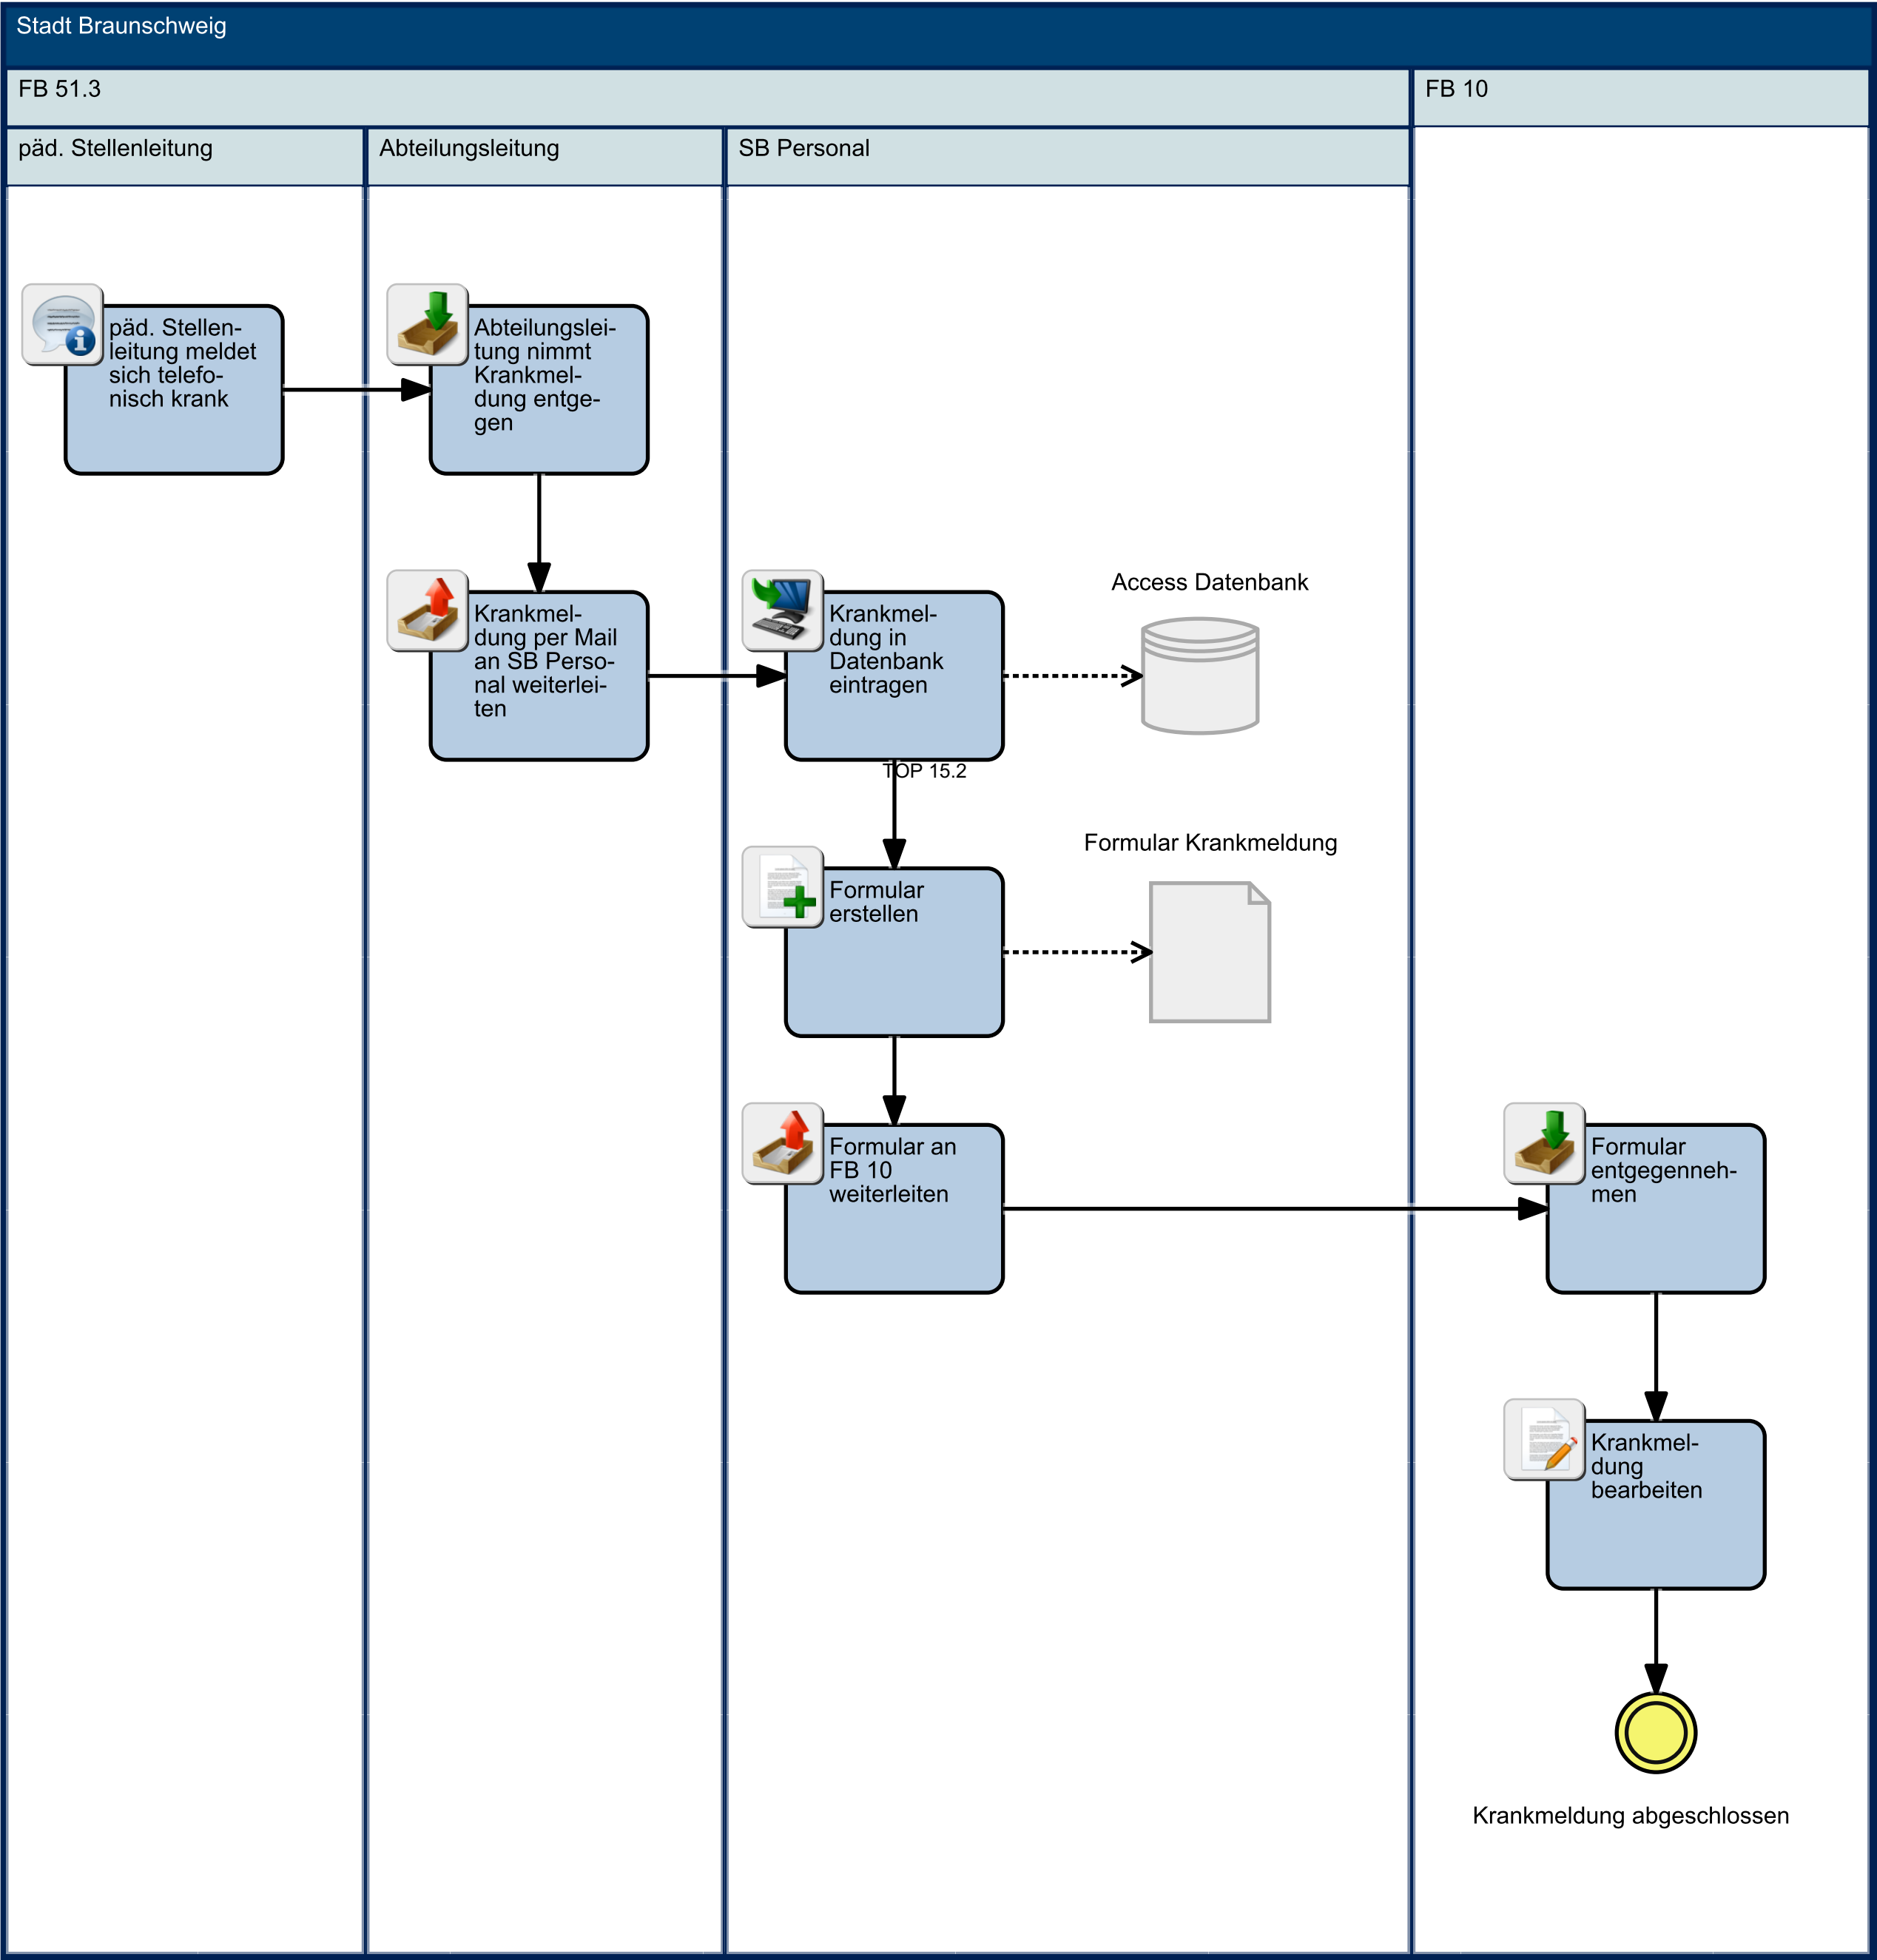 Stadt Braunschweig
FB 51.3
FB 10
päd. Stellenleitung
Abteilungsleitung
SB Personal
päd. Stellen-
leitung meldet
sich telefo-
nisch krank
Abteilungslei-
tung nimmt
Krankmel-
dung entge-
gen
Krankmel-
dung per Mail
an SB Perso-
nal weiterlei-
ten
Krankmel-
dung in
Datenbank
eintragen
Access Datenbank
TOP 15.2
Formular
erstellen
Formular Krankmeldung
Formular an
FB 10
weiterleiten
Formular
entgegenneh-
men
Krankmel-
dung
bearbeiten
Krankmeldung abgeschlossen